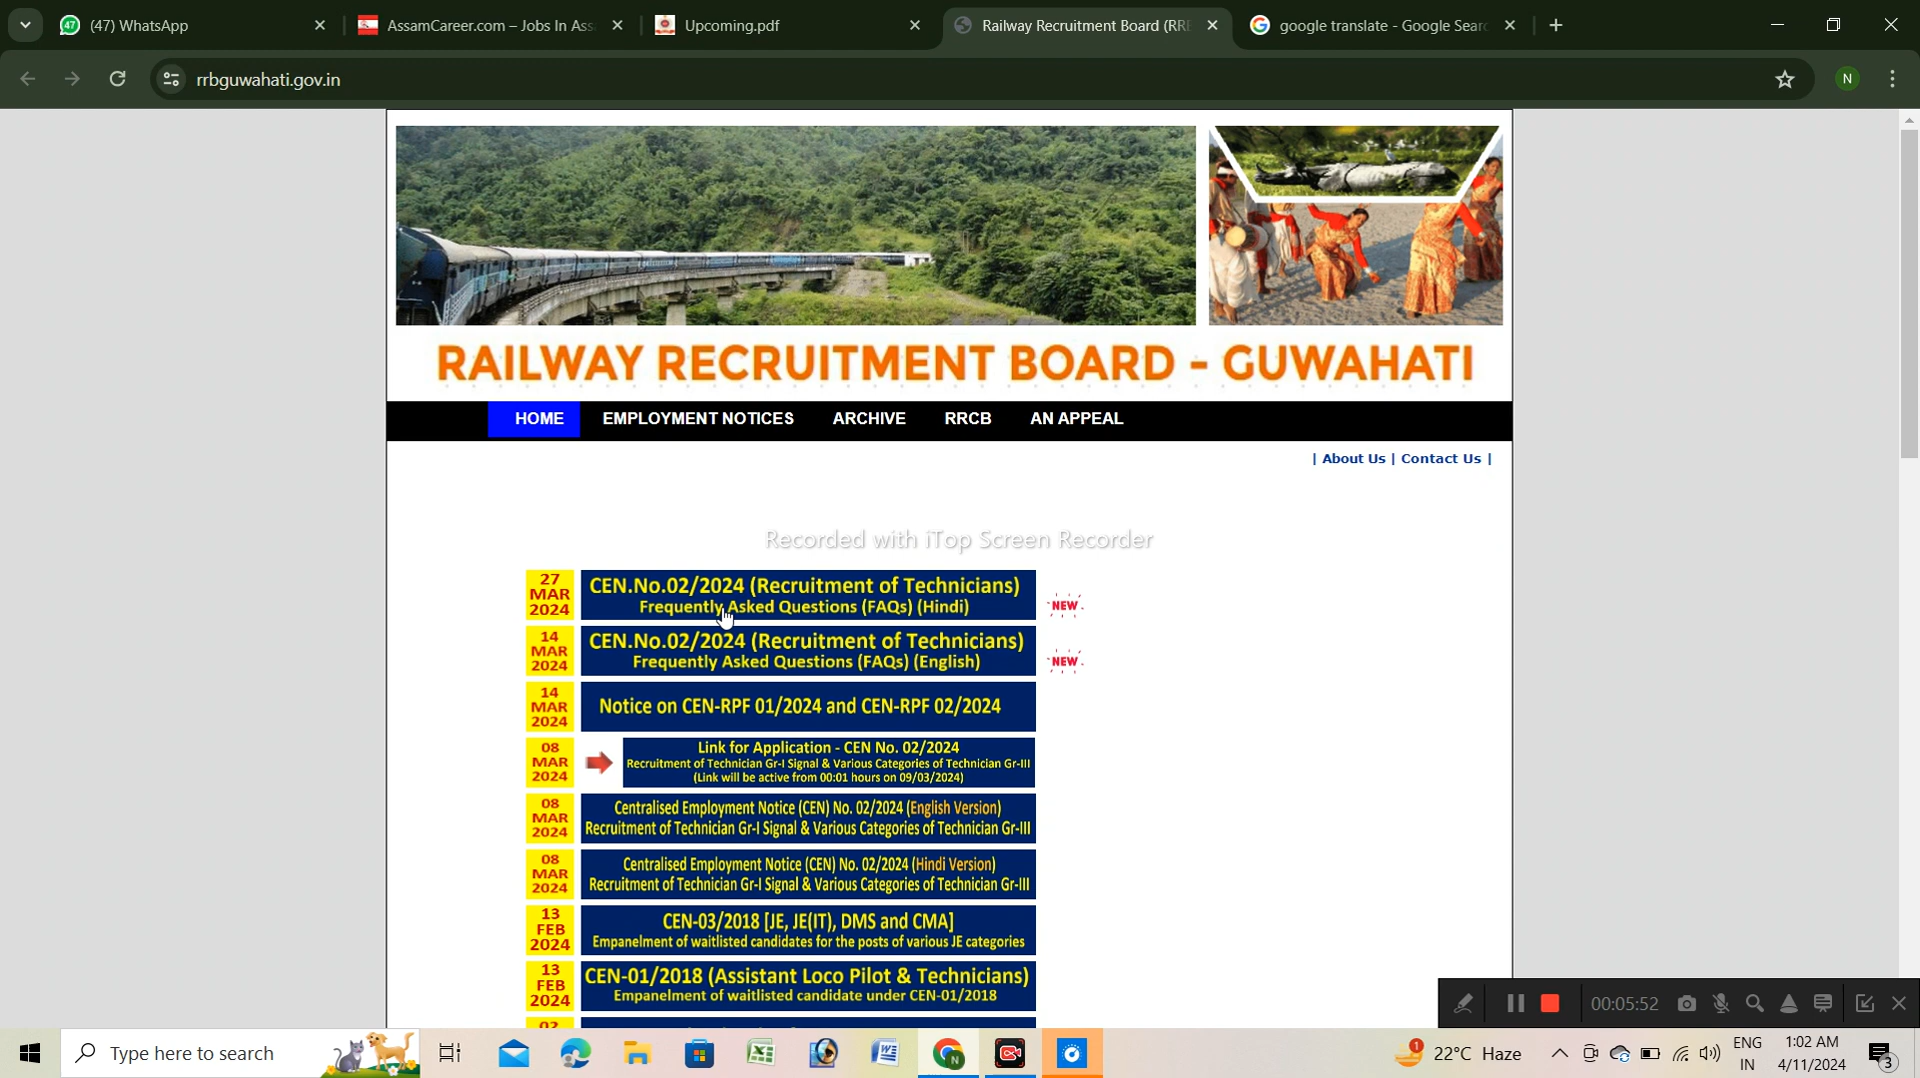 (47) WhatsApp
AssamCareer.com – Jobs In Ass
Upcoming.pdf
Railway Recruitment Board (RRB
google translate - Google Searc
rrbguwahati.gov.in
N
RAILWAY RECRUITMENT BOARD - GUWAHATI
HOME EMPLOYMENT NOTICES ARCHIVE RRCB AN APPEAL
| About Us | Contact Us |
Recorded with iTop Screen Recorder
27 MAR 2024
CEN.No.02/2024 (Recruitment of Technicians)
Frequently Asked Questions (FAQs) (Hindi)
NEW
14 MAR 2024
CEN.No.02/2024 (Recruitment of Technicians)
Frequently Asked Questions (FAQs) (English)
NEW
14 MAR 2024
Notice on CEN-RPF 01/2024 and CEN-RPF 02/2024
08 MAR 2024
Link for Application - CEN No. 02/2024
Recruitment of Technician Gr-I Signal & Various Categories of Technician Gr-III
(Link will be active from 00:01 hours on 09/03/2024)
08 MAR 2024
Centralised Employment Notice (CEN) No. 02/2024 (English Version)
Recruitment of Technician Gr-I Signal & Various Categories of Technician Gr-III
08 MAR 2024
Centralised Employment Notice (CEN) No. 02/2024 (Hindi Version)
Recruitment of Technician Gr-I Signal & Various Categories of Technician Gr-III
13 FEB 2024
CEN-03/2018 [JE, JE(IT), DMS and CMA]
Empanelment of waitlisted candidates for the posts of various JE categories
13 FEB 2024
CEN-01/2018 (Assistant Loco Pilot & Technicians)
Empanelment of waitlisted candidate under CEN-01/2018
02
00:05:52
Type here to search
22°C Haze
ENG
IN
1:02 AM
4/11/2024
3